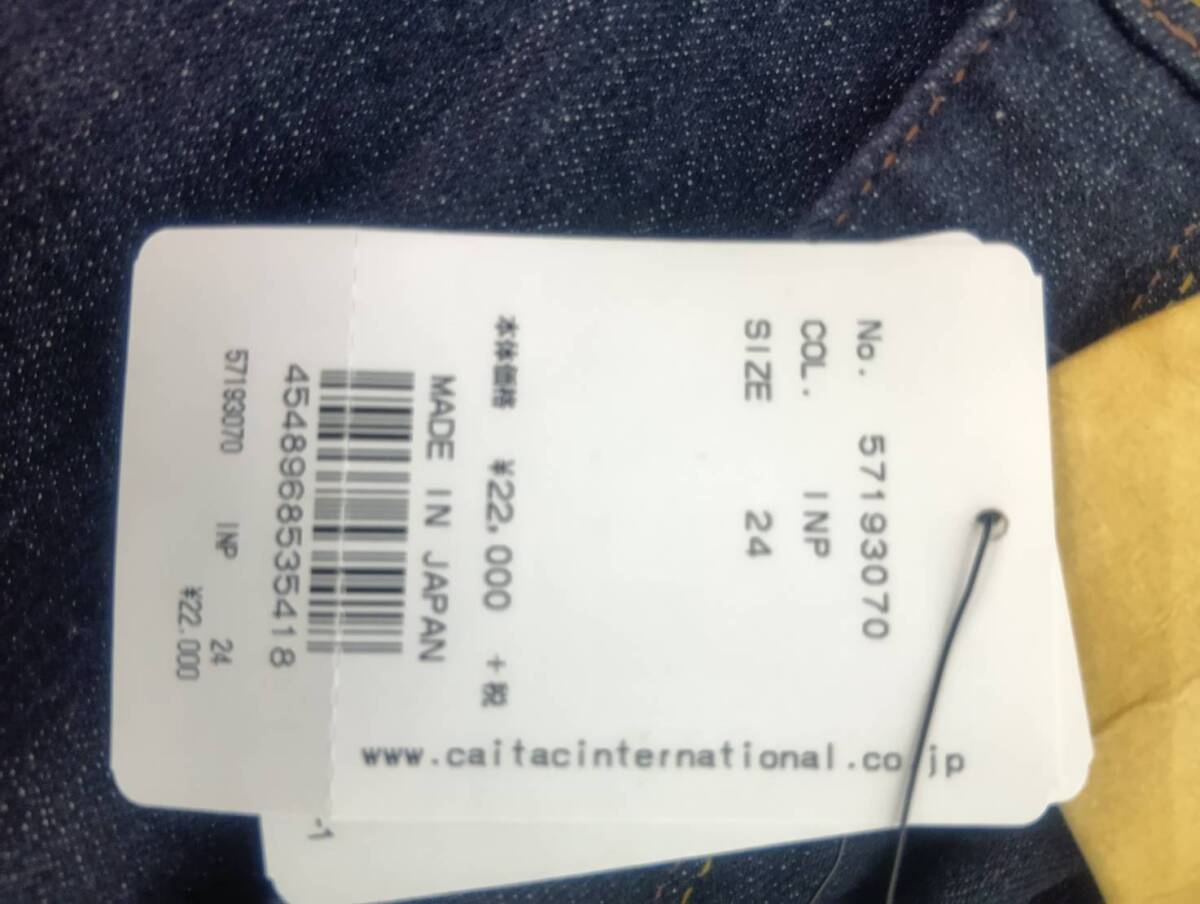 No. 57193070
COL. INP
SIZE 24
本体価格 ¥22,000 +税
MADE IN JAPAN
4548968535418
57193070 INP 24
¥22.000
www.caitacinternational.co.jp
-1